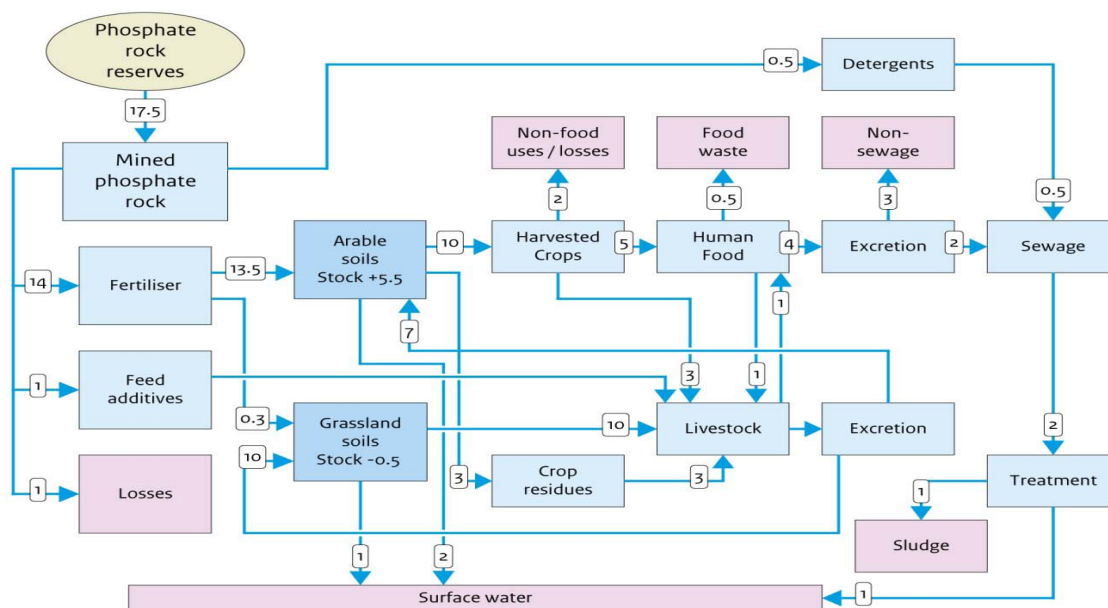 Phosphate
rock
reserves
17.5
Mined
phosphate
rock
0.5
Detergents
0.5
Non-food
uses / losses
Food
waste
Non-
sewage
2
0.5
3
14
Fertiliser
13.5
Arable
soils
Stock +5.5
10
Harvested
Crops
5
Human
Food
4
Excretion
2
Sewage
1
7
3
1
1
Feed
additives
0.3
10
Grassland
soils
Stock -0.5
10
Livestock
Excretion
2
1
Losses
3
Crop
residues
3
Treatment
1
Sludge
1
2
Surface water
1